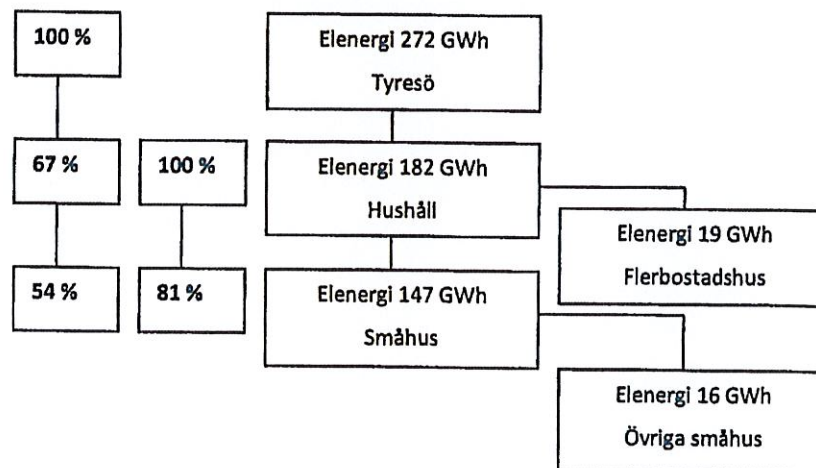 100 %
Elenergi 272 GWh
Tyresö
67 %
100 %
Elenergi 182 GWh
Hushåll
Elenergi 19 GWh
Flerbostadshus
54 %
81 %
Elenergi 147 GWh
Småhus
Elenergi 16 GWh
Övriga småhus